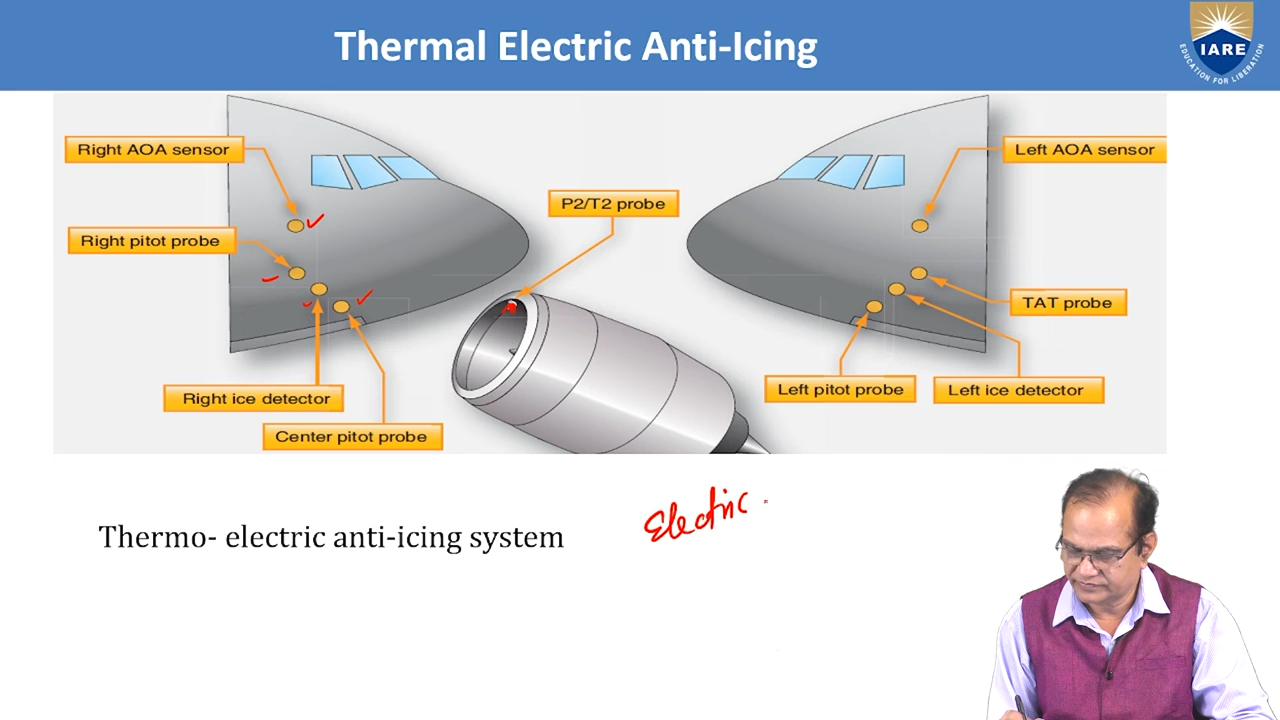 Thermal Electric Anti-Icing
IARE
EDUCATION FOR LIBERATION
Right AOA sensor
Left AOA sensor
P2/T2 probe
Right pitot probe
TAT probe
Left pitot probe
Left ice detector
Right ice detector
Center pitot probe
Electric
Thermo- electric anti-icing system